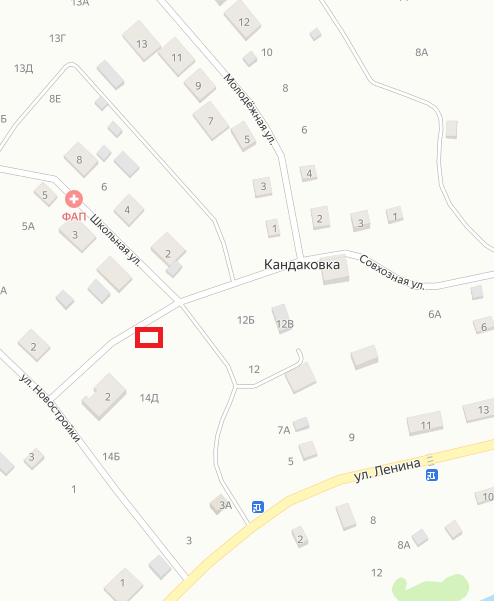 12
13
13Г
11
10
8А
13Д
9
8
8Е
Молодёжная ул.
7
6
Б
5
8
4
6
3
5
ФАП
4
2
3
1
5А
3
Школьная ул.
1
2
Кандаковка
Совхозная ул.
А
12Б
12В
6А
6
2
12
ул. Новостройки
2
14Д
13
7А
11
9
3
14Б
5
ул. Ленина
1
3А
10
8
3
2
8А
12
1